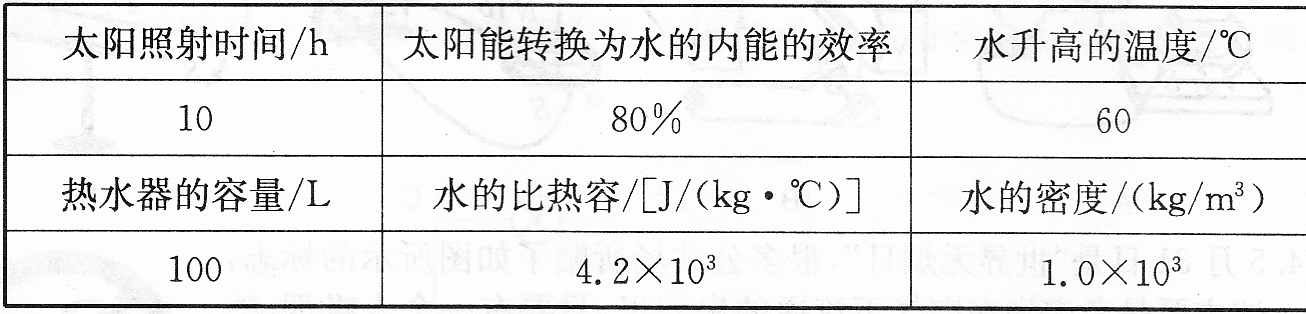 太阳照射时间/h 太阳能转换为水的内能的效率 水升高的温度/℃
10 80% 60
热水器的容量/L 水的比热容/[J/(kg·℃)] 水的密度/(kg/m³)
100 4.2×10³ 1.0×10³